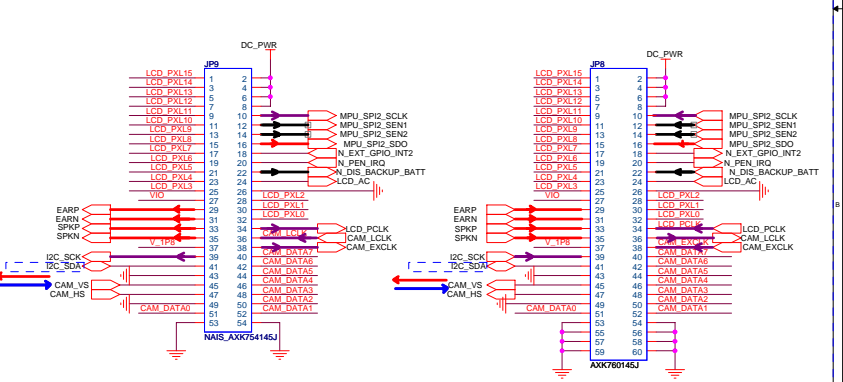 DC_PWR
JP9
LCD_PXL15 1 2
LCD_PXL14 3 4
LCD_PXL13 5 6
LCD_PXL12 7 8
LCD_PXL11 9 10 MPU_SPI2_SCLK
LCD_PXL10 11 12 MPU_SPI2_SEN1
LCD_PXL9 13 14 MPU_SPI2_SEN2
LCD_PXL8 15 16 MPU_SPI2_SDO
LCD_PXL7 17 18 N_EXT_GPIO_INT2
LCD_PXL6 19 20 N_PEN_IRQ
LCD_PXL5 21 22 N_DIS_BACKUP_BATT
LCD_PXL4 23 24 LCD_AC
LCD_PXL3 25 26 LCD_PXL2
VIO 27 28 LCD_PXL1
EARP 29 30
EARN 31 32 LCD_PXL0
SPKP 33 34 LCD_PCLK
SPKN 35 36 CAM_LCLK CAM_LCLK
V_1P8 37 38 CAM_EXCLK
I2C_SCK 39 40 CAM_DATA7
I2C_SDA 41 42 CAM_DATA6
43 44 CAM_DATA5
CAM_VS 45 46 CAM_DATA4
CAM_HS 47 48 CAM_DATA3
49 50 CAM_DATA2
CAM_DATA0 51 52 CAM_DATA1
53 54
NAIS_AXK754145J
DC_PWR
JP8
LCD_PXL15 1 2
LCD_PXL14 3 4
LCD_PXL13 5 6
LCD_PXL12 7 8
LCD_PXL11 9 10 MPU_SPI2_SCLK
LCD_PXL10 11 12 MPU_SPI2_SEN1
LCD_PXL9 13 14 MPU_SPI2_SEN2
LCD_PXL8 15 16 MPU_SPI2_SDO
LCD_PXL7 17 18 N_EXT_GPIO_INT2
LCD_PXL6 19 20 N_PEN_IRQ
LCD_PXL5 21 22 N_DIS_BACKUP_BATT
LCD_PXL4 23 24 LCD_AC
LCD_PXL3 25 26 LCD_PXL2
VIO 27 28 LCD_PXL1
EARP 29 30
EARN 31 32 LCD_PXL0
SPKP 33 34 LCD_PCLK LCD_PCLK
SPKN 35 36 CAM_LCLK
V_1P8 37 38 CAM_EXCLK CAM_EXCLK
I2C_SCK 39 40 CAM_DATA7
I2C_SDA 41 42 CAM_DATA6
43 44 CAM_DATA5
CAM_VS 45 46 CAM_DATA4
CAM_HS 47 48 CAM_DATA3
49 50 CAM_DATA2
CAM_DATA0 51 52 CAM_DATA1
53 54
55 56
57 58
59 60
AXK760145J
B